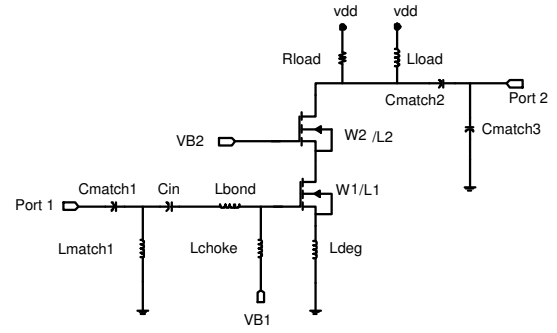 vdd vdd
Rload Lload
Cmatch2 Port 2
VB2 W2/L2 Cmatch3
Cmatch1 Cin Lbond W1/L1
Port 1
Lmatch1 Lchoke Ldeg
VB1